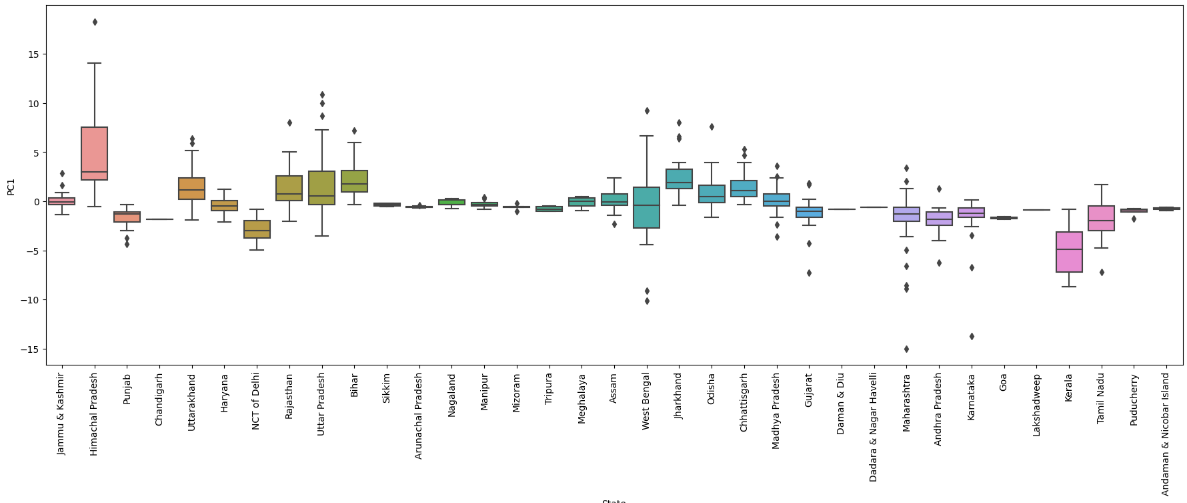 15
10
5
0
−5
−10
−15
PC1
Jammu & Kashmir
Himachal Pradesh
Punjab
Chandigarh
Uttarakhand
Haryana
NCT of Delhi
Rajasthan
Uttar Pradesh
Bihar
Sikkim
Arunachal Pradesh
Nagaland
Manipur
Mizoram
Tripura
Meghalaya
Assam
West Bengal
Jharkhand
Odisha
Chhattisgarh
Madhya Pradesh
Gujarat
Daman & Diu
Dadara & Nagar Havelli
Maharashtra
Andhra Pradesh
Karnataka
Goa
Lakshadweep
Kerala
Tamil Nadu
Puducherry
Andaman & Nicobar Island
State